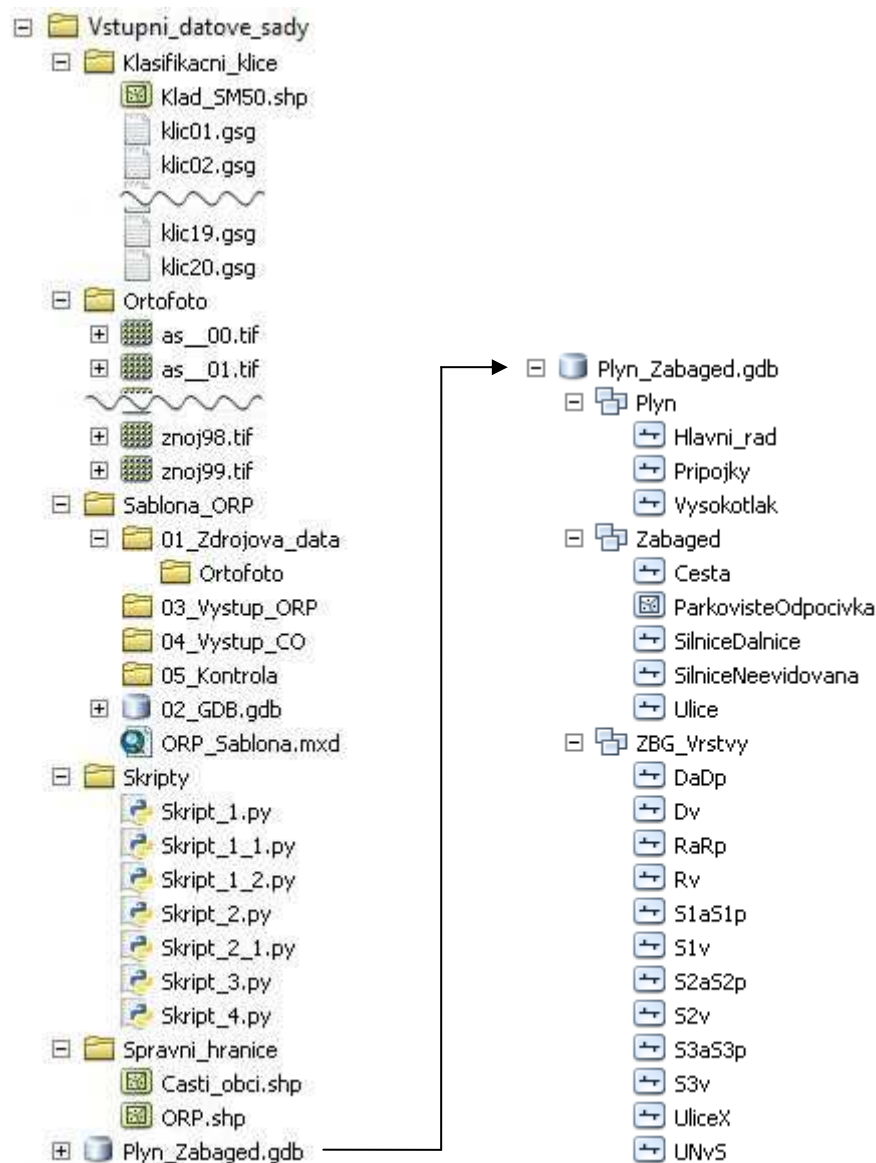 Vstupni_datove_sady
Klasifikacni_klice
Klad_SM50.shp
klic01.gsg
klic02.gsg
klic19.gsg
klic20.gsg
Ortofoto
as__00.tif
as__01.tif
znoj98.tif
znoj99.tif
Sablona_ORP
01_Zdrojova_data
Ortofoto
03_Vystup_ORP
04_Vystup_CO
05_Kontrola
02_GDB.gdb
ORP_Sablona.mxd
Skripty
Skript_1.py
Skript_1_1.py
Skript_1_2.py
Skript_2.py
Skript_2_1.py
Skript_3.py
Skript_4.py
Spravni_hranice
Casti_obci.shp
ORP.shp
Plyn_Zabaged.gdb
Plyn_Zabaged.gdb
Plyn
Hlavni_rad
Pripojky
Vysokotlak
Zabaged
Cesta
ParkovisteOdpocivka
SilniceDalnice
SilniceNeevidovana
Ulice
ZBG_Vrstvy
DaDp
Dv
RaRp
Rv
S1aS1p
S1v
S2aS2p
S2v
S3aS3p
S3v
UliceX
UNvS